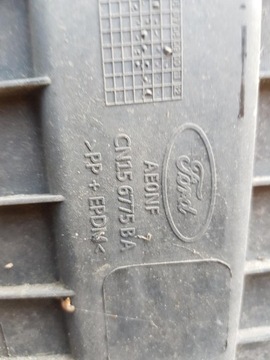 Ford
AE0NF
CN15 6775 BA
>PP + EPDM<